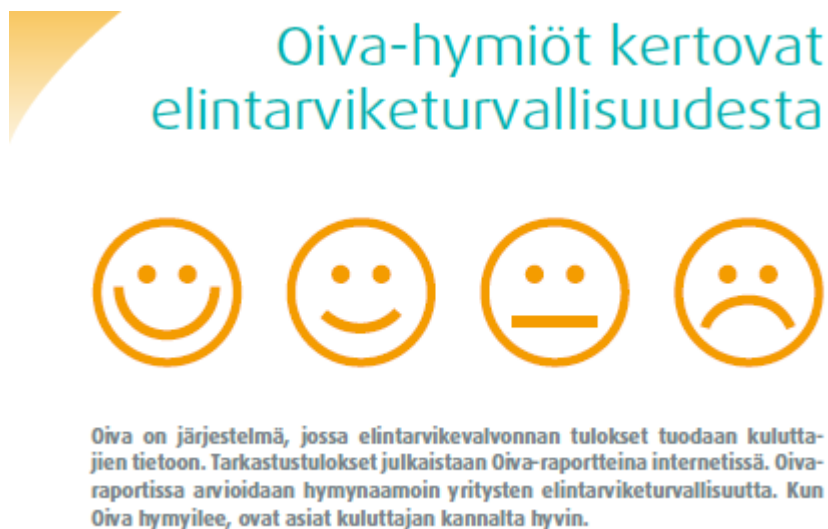 Oiva-hymiöt kertovat
elintarviketurvallisuudesta
Oiva on järjestelmä, jossa elintarvikevalvonnan tulokset tuodaan kulutta-
jien tietoon. Tarkastustulokset julkaistaan Oiva-raportteina internetissä. Oiva-
raportissa arvioidaan hymynaamoin yritysten elintarviketurvallisuutta. Kun
Oiva hymyilee, ovat asiat kuluttajan kannalta hyvin.